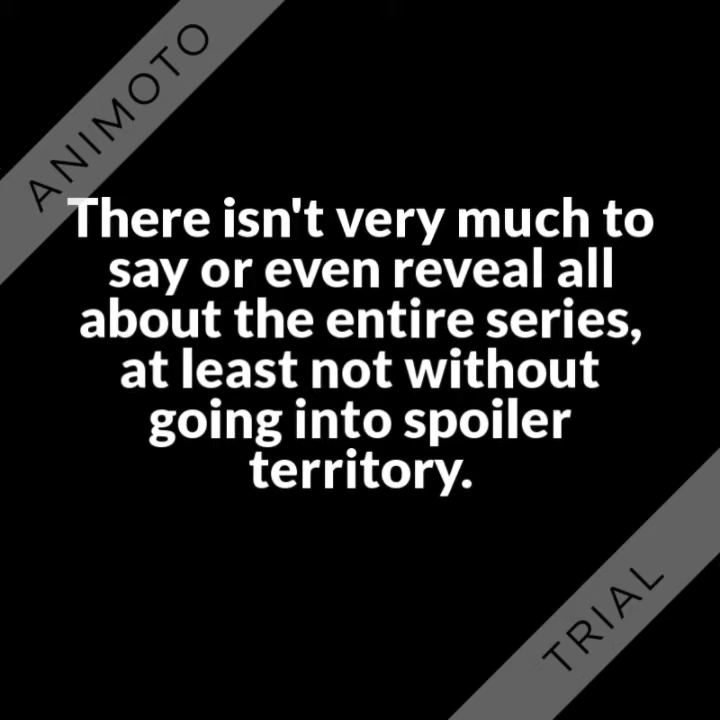 ANIMOTO
There isn't very much to
say or even reveal all
about the entire series,
at least not without
going into spoiler
territory.
TRIAL